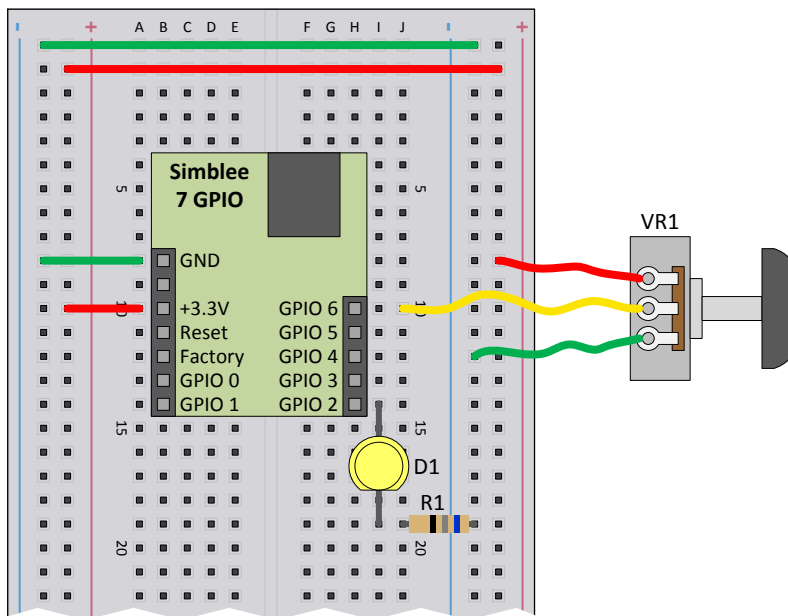 - + A B C D E F G H I J - +
Simblee
7 GPIO
5 5
VR1
GND
10 +3.3V GPIO 6 10
Reset GPIO 5
Factory GPIO 4
GPIO 0 GPIO 3
GPIO 1 GPIO 2
15 15
D1
R1
20 20